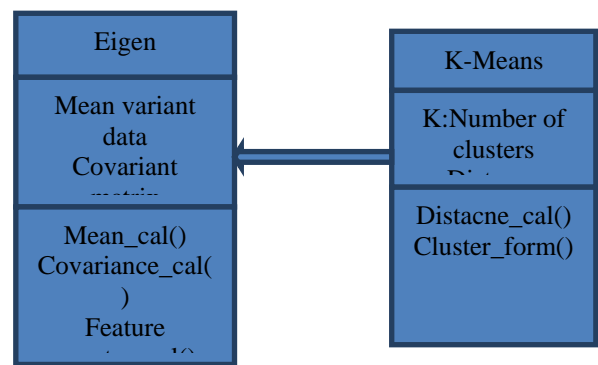 Eigen
Mean variant
data
Covariant
Mean_cal()
Covariance_cal(
)
Feature
K-Means
K:Number of
clusters
Distacne_cal()
Cluster_form()